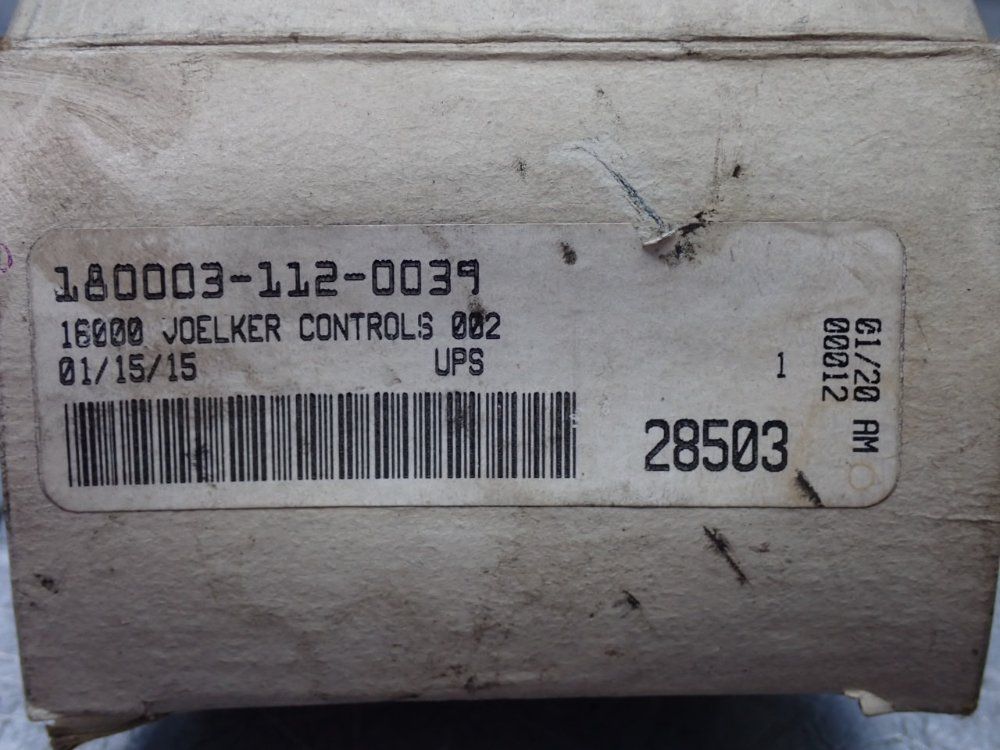 180003-112-0039
16000 VOELKER CONTROLS 002
01/15/15 UPS 1
28503
01/20 AM
00012